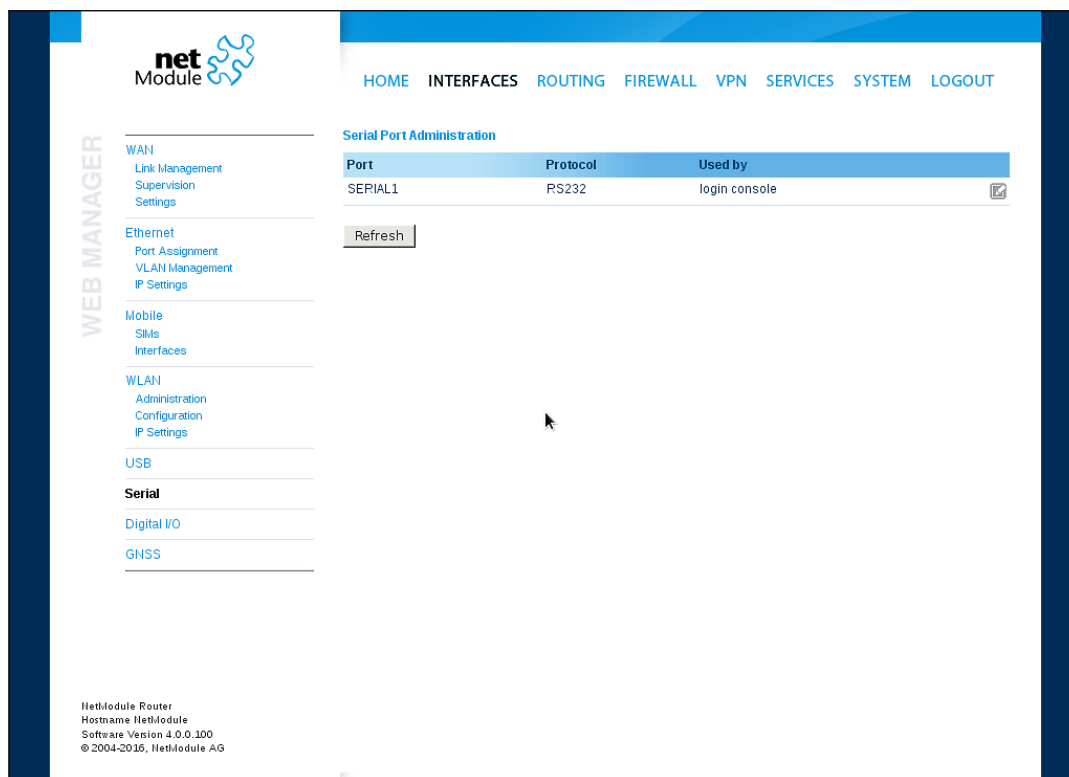 net
Module
HOME INTERFACES ROUTING FIREWALL VPN SERVICES SYSTEM LOGOUT
WEB MANAGER
WAN
Link Management
Supervision
Settings
Ethernet
Port Assignment
VLAN Management
IP Settings
Mobile
SIMs
Interfaces
WLAN
Administration
Configuration
IP Settings
USB
Serial
Digital I/O
GNSS
Serial Port Administration
Port Protocol Used by
SERIAL1 RS232 login console
Refresh
NetModule Router
Hostname NetModule
Software Version 4.0.0.100
© 2004-2016, NetModule AG